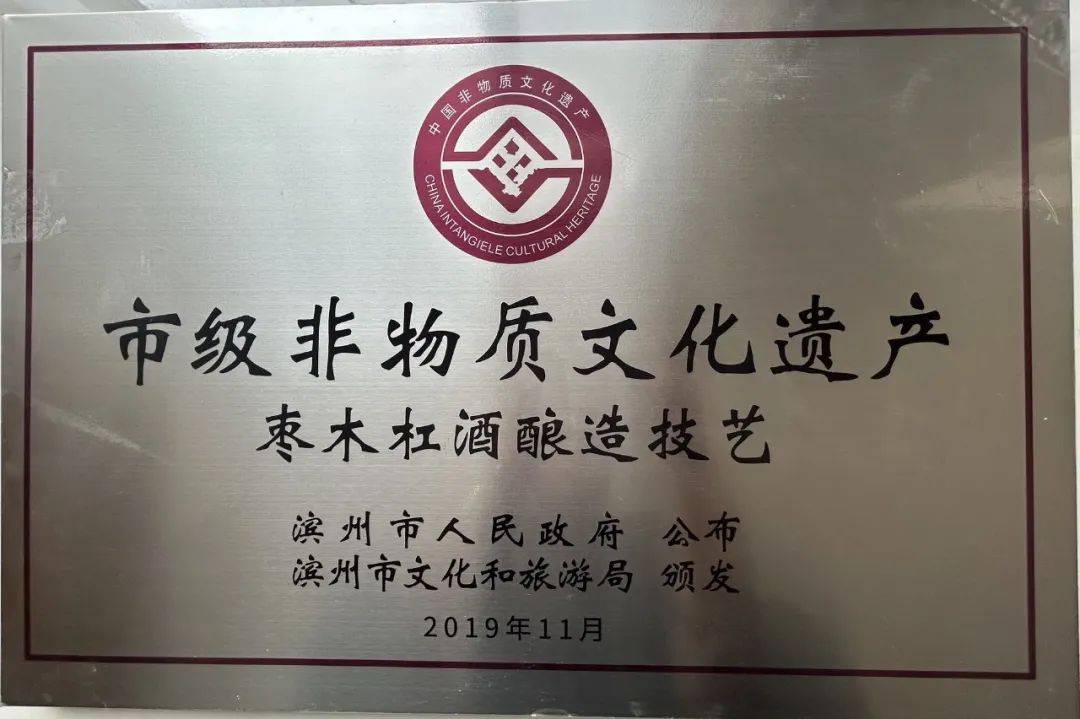 中国非物质文化遗产
CHINA INTANGIELE CULTURAL HERITAGE
市级非物质文化遗产
枣木杠酒酿造技艺
滨州市人民政府 公布
滨州市文化和旅游局 颁发
2019年11月